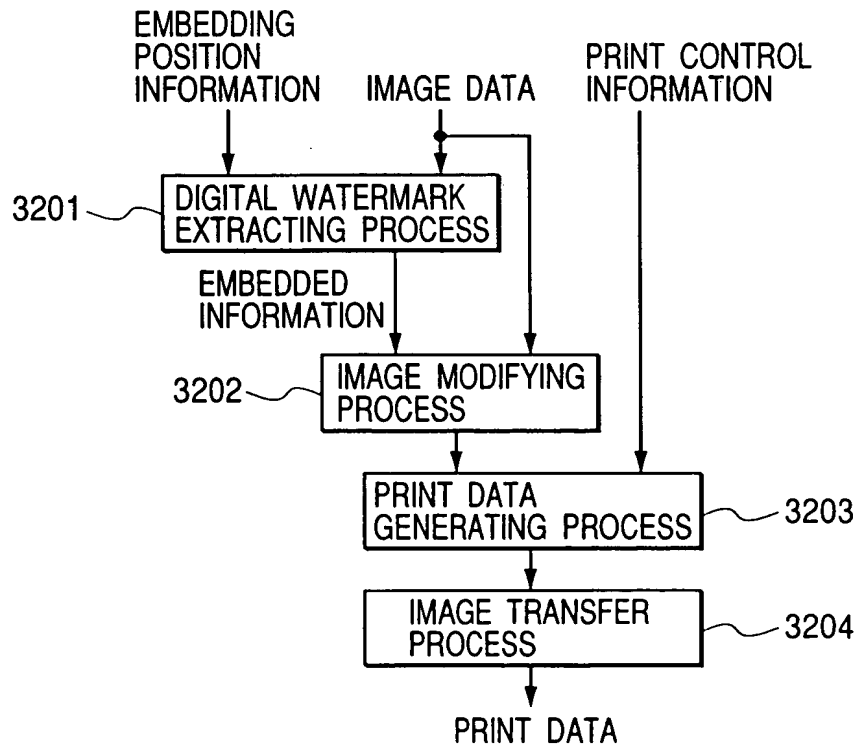 EMBEDDING
POSITION
INFORMATION
IMAGE DATA
PRINT CONTROL
INFORMATION
3201
DIGITAL WATERMARK
EXTRACTING PROCESS
EMBEDDED
INFORMATION
3202
IMAGE MODIFYING
PROCESS
PRINT DATA
GENERATING PROCESS
3203
IMAGE TRANSFER
PROCESS
3204
PRINT DATA